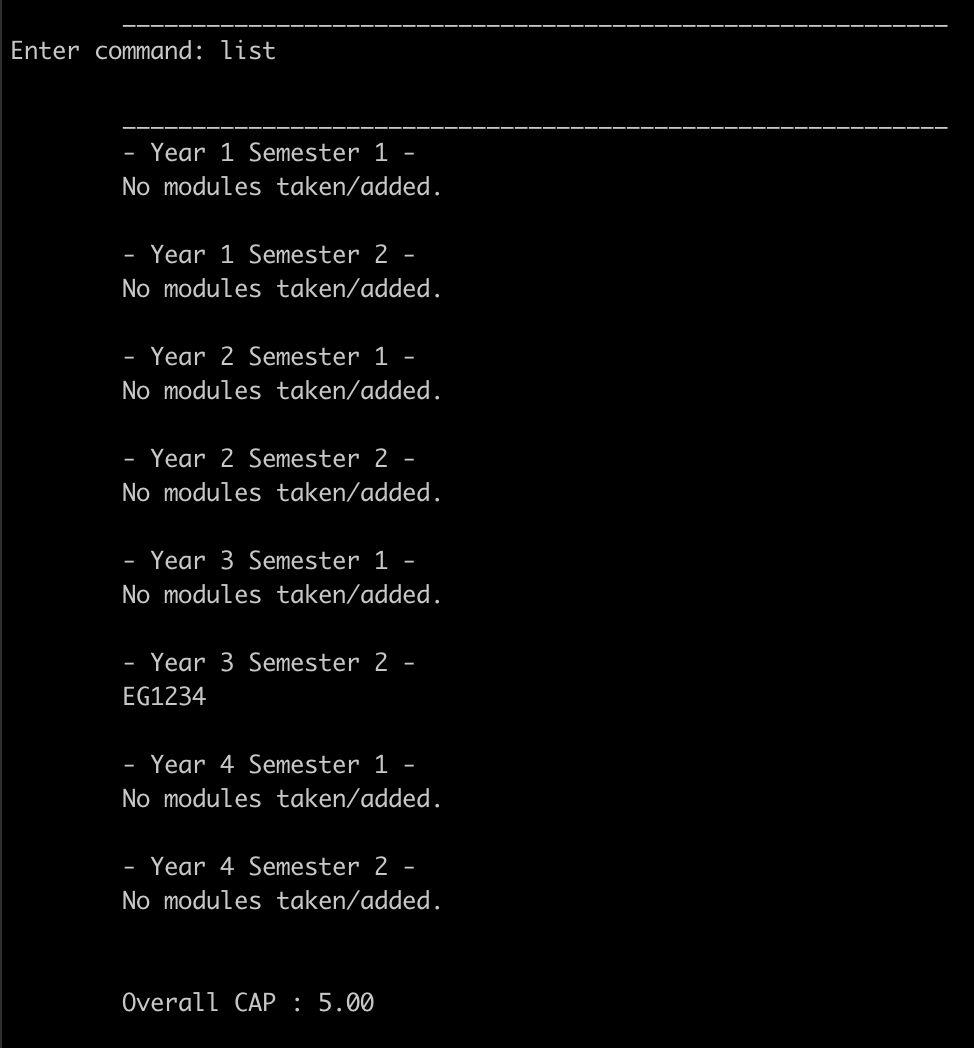 Enter command: list
- Year 1 Semester 1 -
No modules taken/added.
- Year 1 Semester 2 -
No modules taken/added.
- Year 2 Semester 1 -
No modules taken/added.
- Year 2 Semester 2 -
No modules taken/added.
- Year 3 Semester 1 -
No modules taken/added.
- Year 3 Semester 2 -
EG1234
- Year 4 Semester 1 -
No modules taken/added.
- Year 4 Semester 2 -
No modules taken/added.
Overall CAP : 5.00